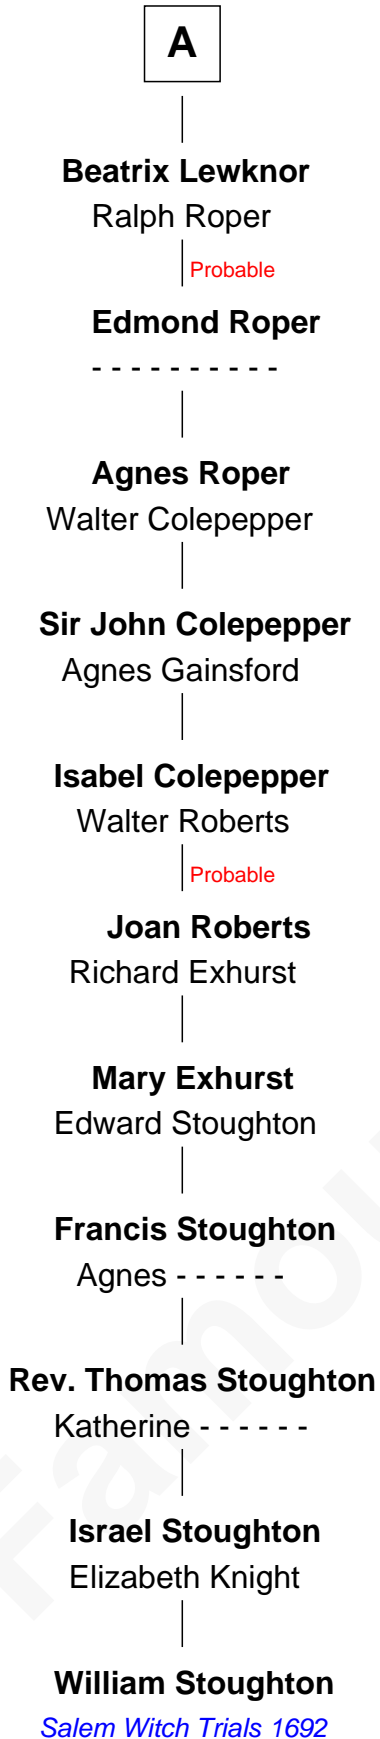 A
Beatrix Lewknor
Ralph Roper
Probable
Edmond Roper
- - - - - - - - - -
Agnes Roper
Walter Colepepper
Sir John Colepepper
Agnes Gainsford
Isabel Colepepper
Walter Roberts
Probable
Joan Roberts
Richard Exhurst
Mary Exhurst
Edward Stoughton
Francis Stoughton
Agnes - - - - - -
Rev. Thomas Stoughton
Katherine - - - - - -
Israel Stoughton
Elizabeth Knight
William Stoughton
Salem Witch Trials 1692